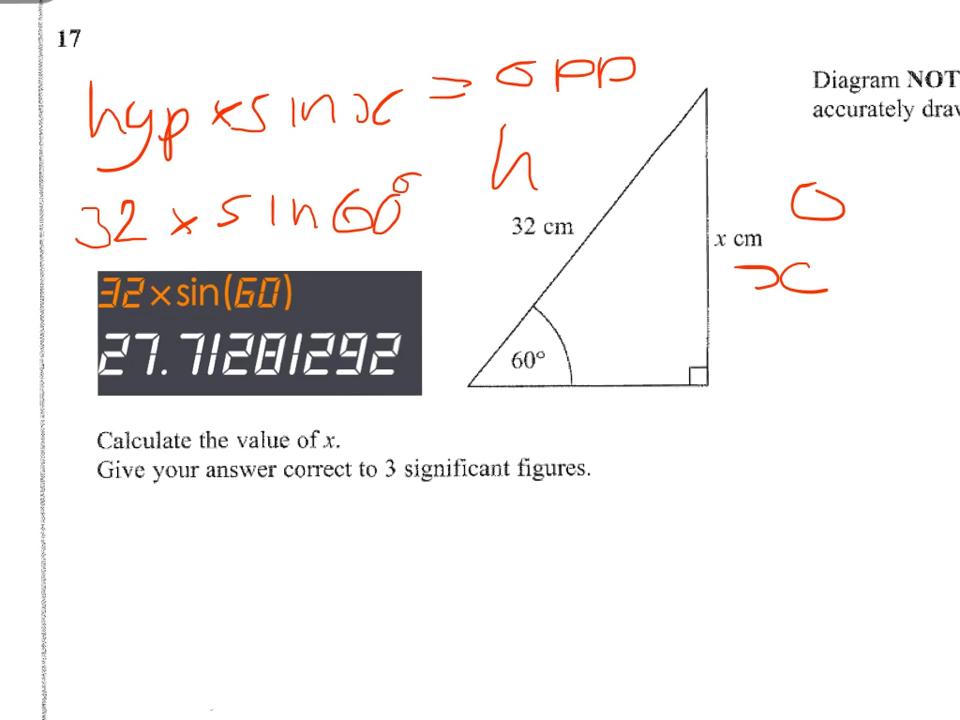 17
hyp × sin x = opp
Diagram NOT
accurately drav
h
32 × sin 60°
32 cm
O
x cm
x
32×sin(60)
27.71281292
60°
Calculate the value of x.
Give your answer correct to 3 significant figures.